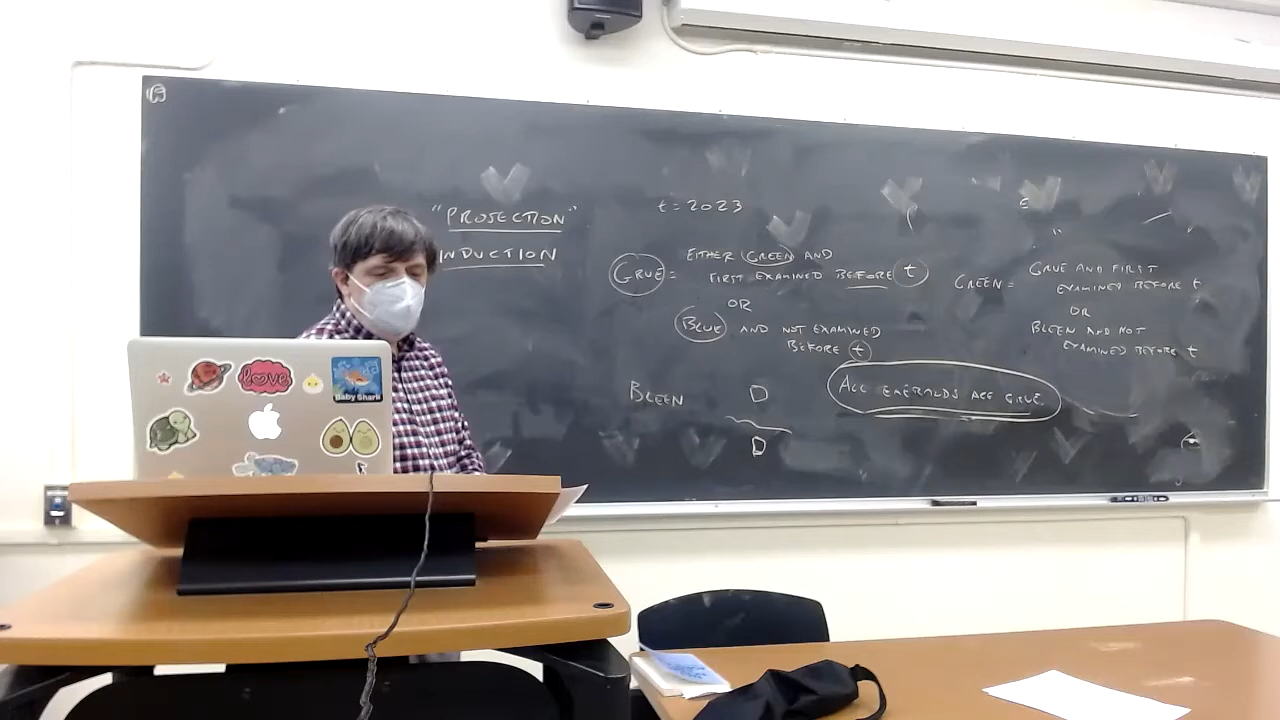 "PROJECTION"
INDUCTION
t = 2023
GRUE = EITHER GREEN AND
FIRST EXAMINED BEFORE t
OR
BLUE AND NOT EXAMINED
BEFORE t
BLEEN
D
D
ALL EMERALDS ARE GRUE
GREEN = GRUE AND FIRST
EXAMINED BEFORE t
OR
BLEEN AND NOT
EXAMINED BEFORE t
love
Baby Shark